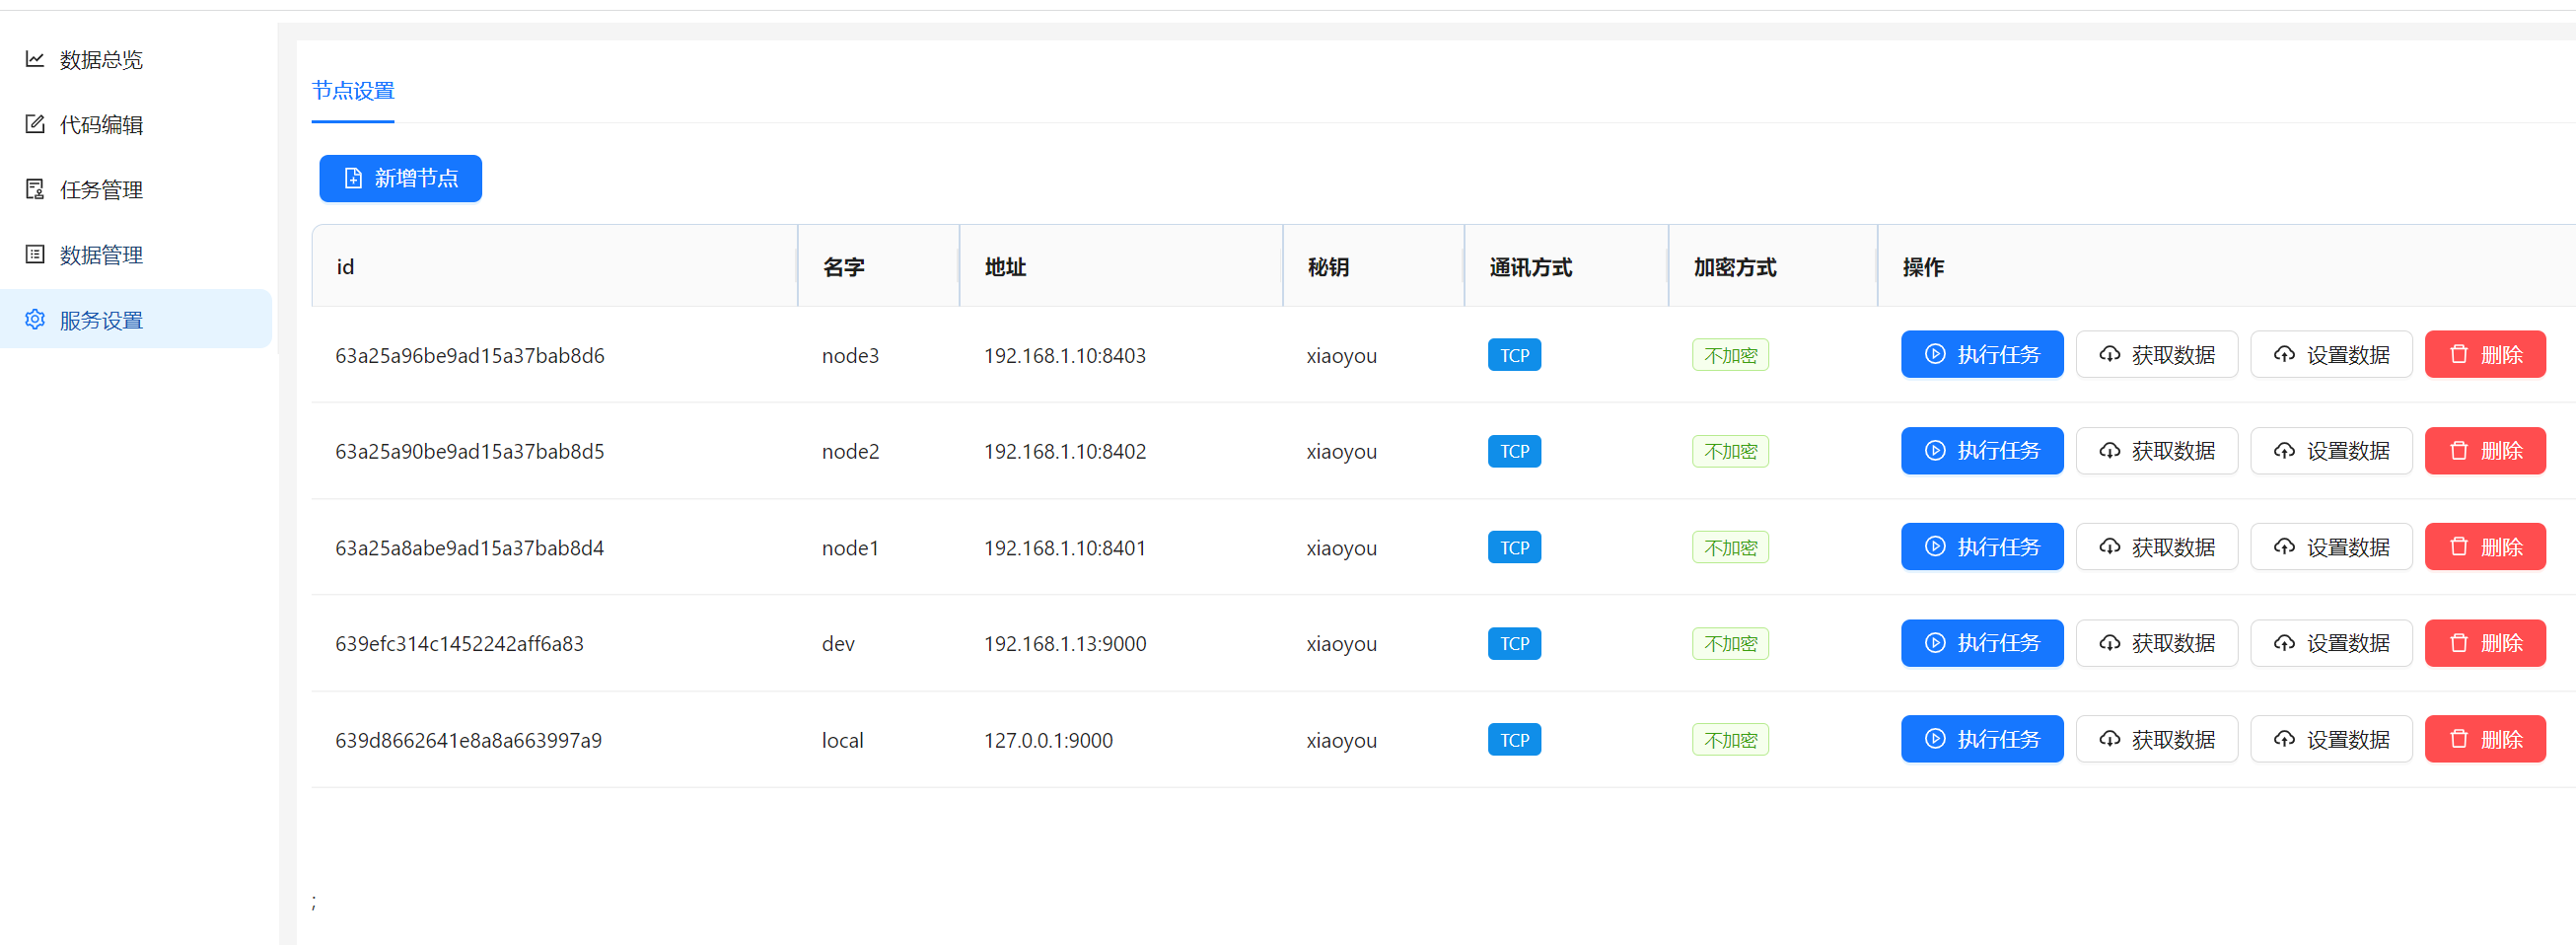 数据总览
代码编辑
任务管理
数据管理
服务设置
节点设置
新增节点
id 名字 地址 秘钥 通讯方式 加密方式 操作
63a25a96be9ad15a37bab8d6 node3 192.168.1.10:8403 xiaoyou TCP 不加密 执行任务 获取数据 设置数据 删除
63a25a90be9ad15a37bab8d5 node2 192.168.1.10:8402 xiaoyou TCP 不加密 执行任务 获取数据 设置数据 删除
63a25a8abe9ad15a37bab8d4 node1 192.168.1.10:8401 xiaoyou TCP 不加密 执行任务 获取数据 设置数据 删除
639efc314c1452242aff6a83 dev 192.168.1.13:9000 xiaoyou TCP 不加密 执行任务 获取数据 设置数据 删除
639d8662641e8a8a663997a9 local 127.0.0.1:9000 xiaoyou TCP 不加密 执行任务 获取数据 设置数据 删除
;